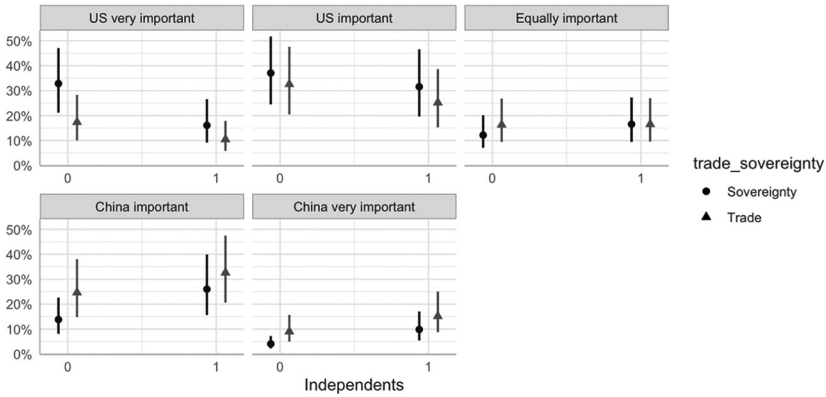 US very important
US important
Equally important
50%
40%
30%
20%
10%
0%
0
1
0
1
0
1
trade_sovereignty
Sovereignty
Trade
China important
China very important
50%
40%
30%
20%
10%
0%
0
1
0
1
Independents